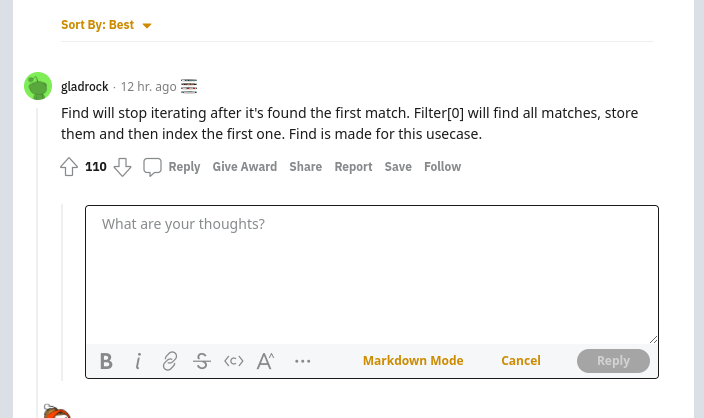 Sort By: Best
gladrock · 12 hr. ago
Find will stop iterating after it's found the first match. Filter[0] will find all matches, store
them and then index the first one. Find is made for this usecase.
110 Reply Give Award Share Report Save Follow
What are your thoughts?
B i S <c> A^ ... Markdown Mode Cancel Reply